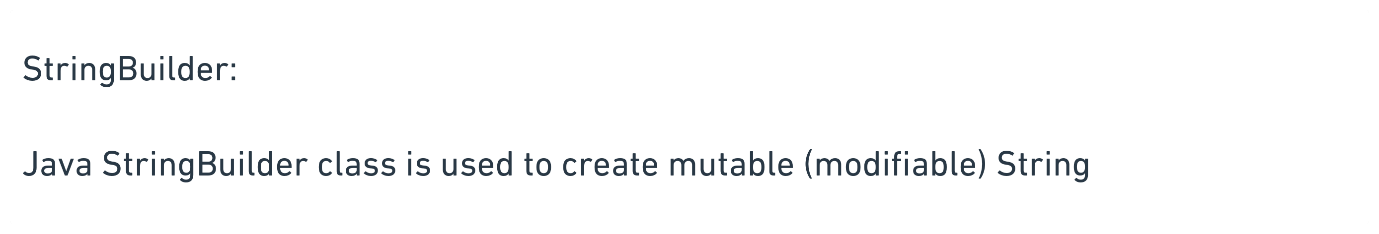 StringBuilder:
Java StringBuilder class is used to create mutable (modifiable) String